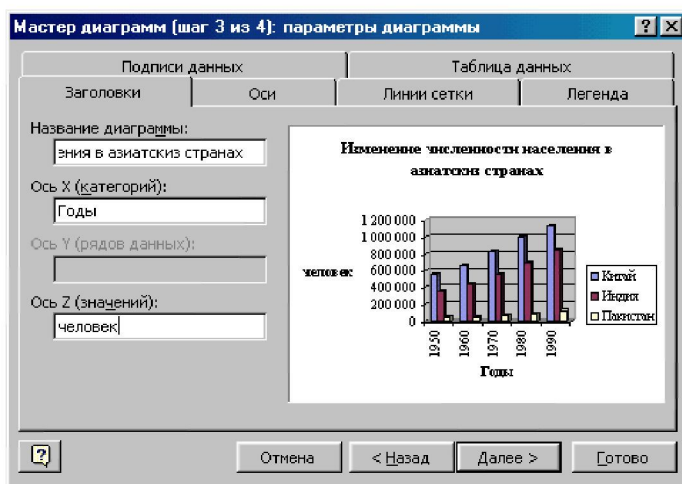 Мастер диаграмм (шаг 3 из 4): параметры диаграммы
Подписи данных
Таблица данных
Заголовки
Оси
Линии сетки
Легенда
Название диаграммы:
ения в азиатскиз странах
Ось X (категорий):
Годы
Ось Y (рядов данных):
Ось Z (значений):
человек
Изменение численности населения в
азиатскиз странах
1 200 000
1 000 000
800 000
600 000
400 000
200 000
0
человек
1950
1960
1970
1980
1990
Годы
Китай
Индия
Пакистан
Отмена
< Назад
Далее >
Готово